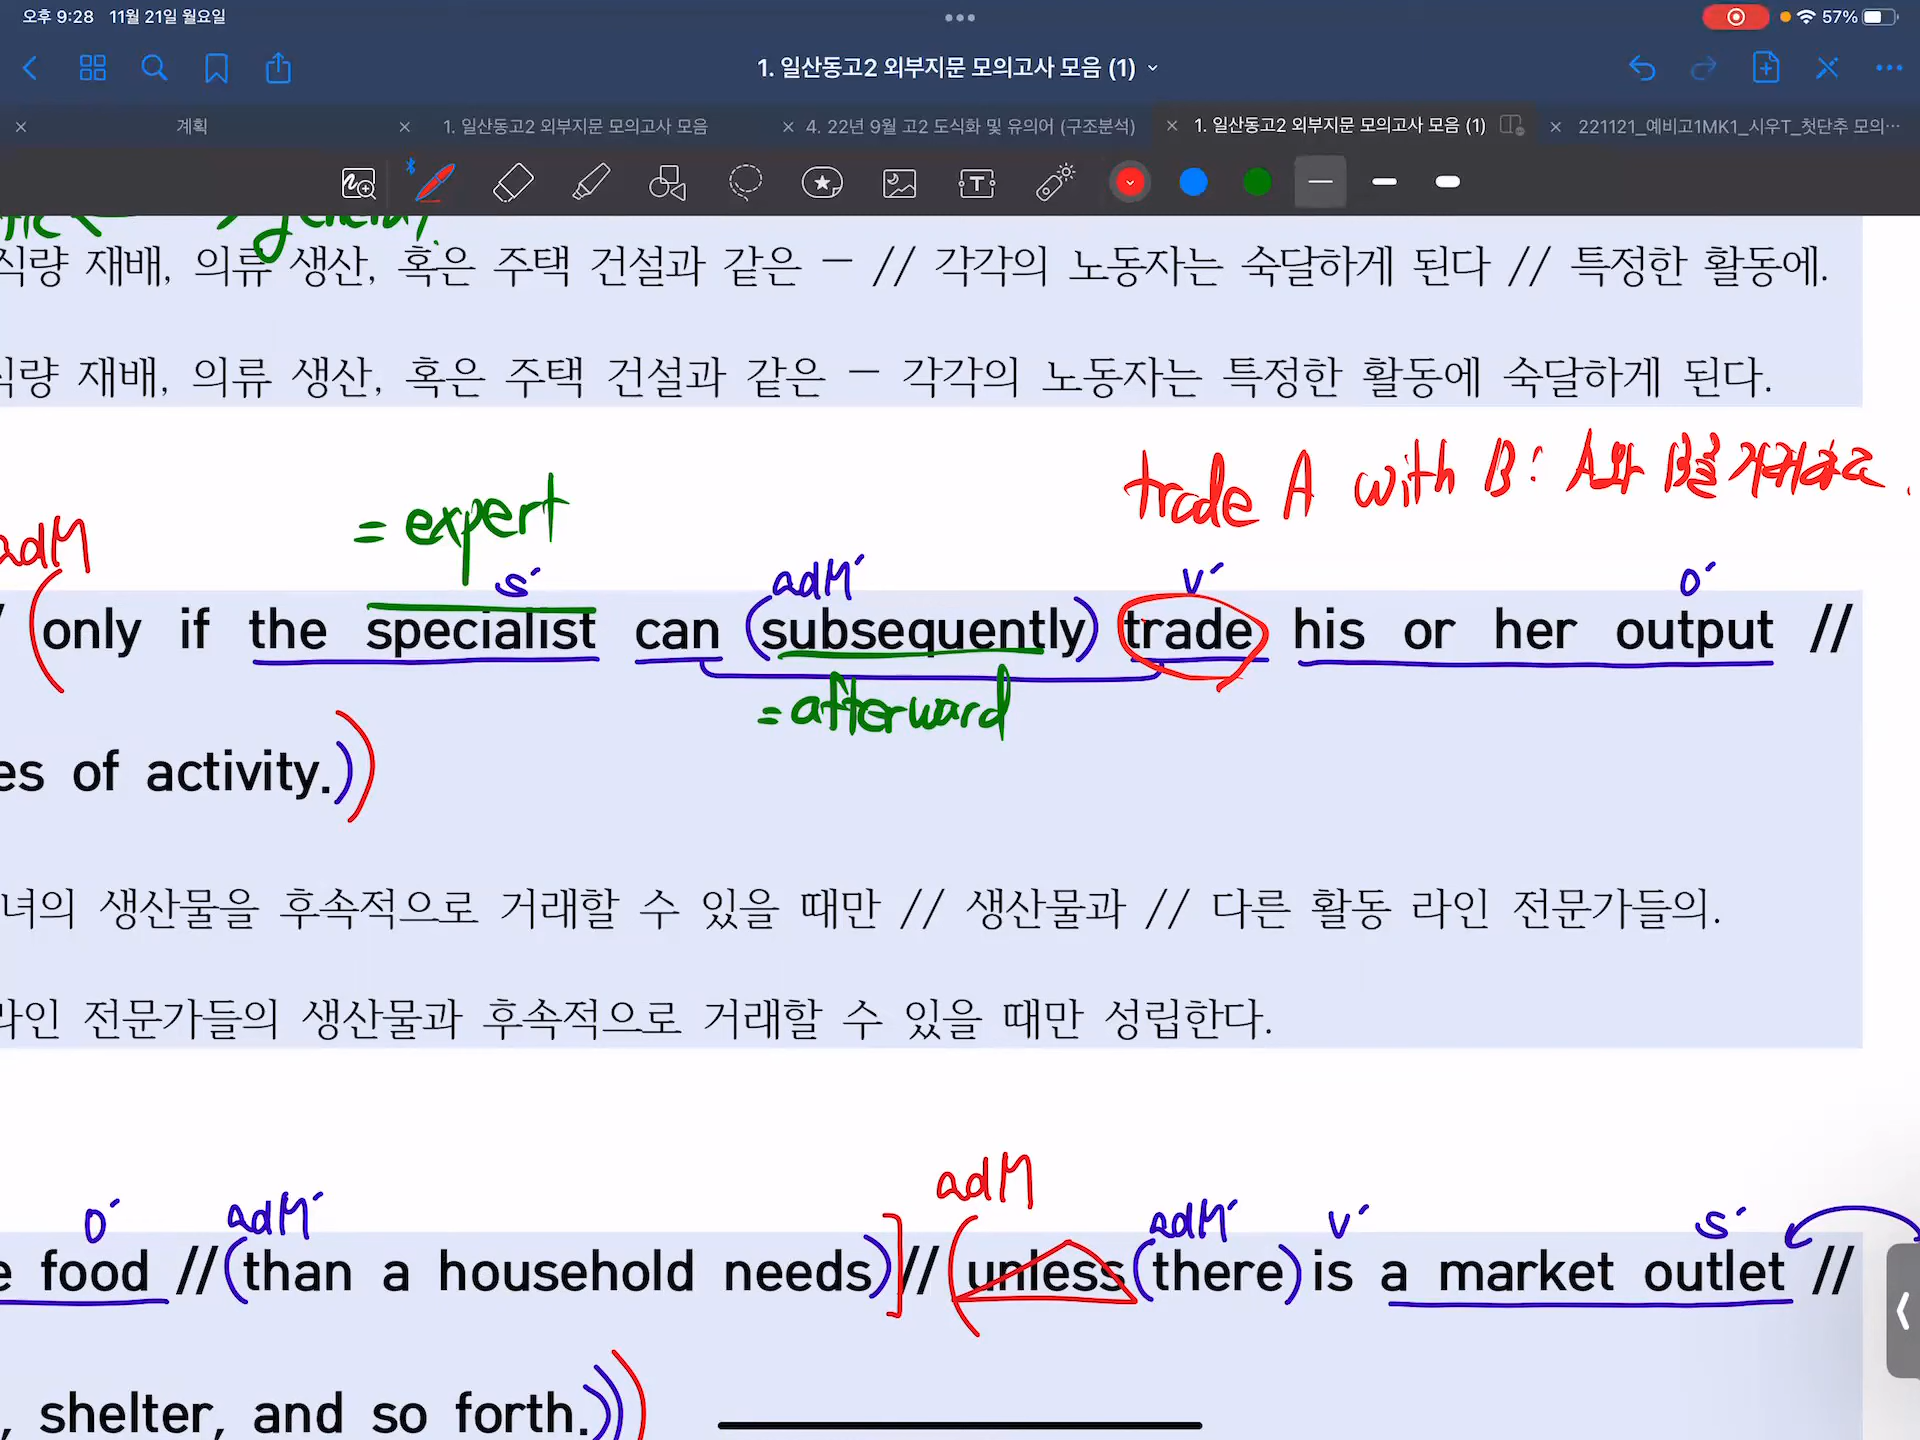 오후 9:28 11월 21일 월요일
57%
1. 일산동고2 외부지문 모의고사 모음 (1)
계획
1. 일산동고2 외부지문 모의고사 모음
4. 22년 9월 고2 도식화 및 유의어 (구조분석)
1. 일산동고2 외부지문 모의고사 모음 (1)
221121_예비고1MK1_시우T_첫단추 모의…
식량 재배, 의류 생산, 혹은 주택 건설과 같은 – // 각각의 노동자는 숙달하게 된다 // 특정한 활동에.
식량 재배, 의류 생산, 혹은 주택 건설과 같은 – 각각의 노동자는 특정한 활동에 숙달하게 된다.
trade A with B: A와 B를
adM
= expert
s' adM' v' o'
(only if the specialist can (subsequently) trade his or her output //
= afterward
es of activity.))
녀의 생산물을 후속적으로 거래할 수 있을 때만 // 생산물과 // 다른 활동 라인 전문가들의.
라인 전문가들의 생산물과 후속적으로 거래할 수 있을 때만 성립한다.
adM
o' adM' adM' v' s'
e food //(than a household needs)]// (unless (there) is a market outlet //
, shelter, and so forth.)))